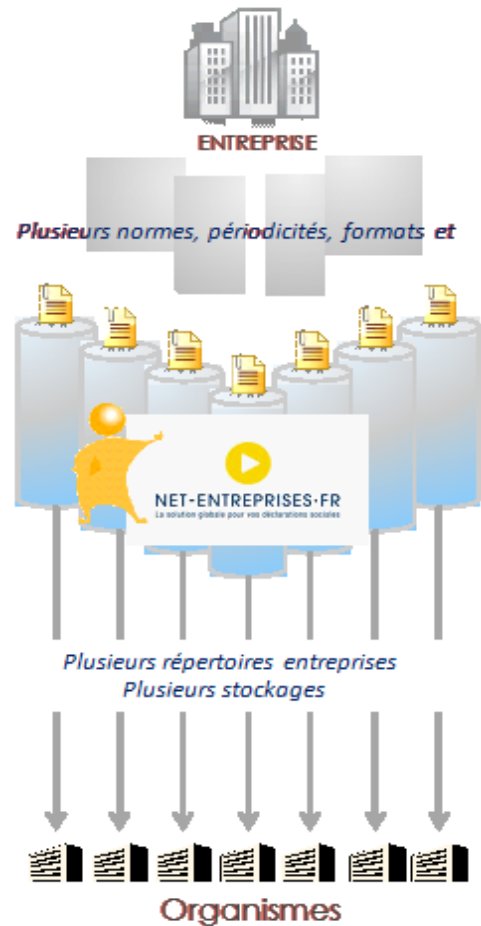 ENTREPRISE
Plusieurs normes, périodicités, formats et
NET-ENTREPRISES·FR
La solution globale pour vos déclarations sociales
Plusieurs répertoires entreprises
Plusieurs stockages
Organismes